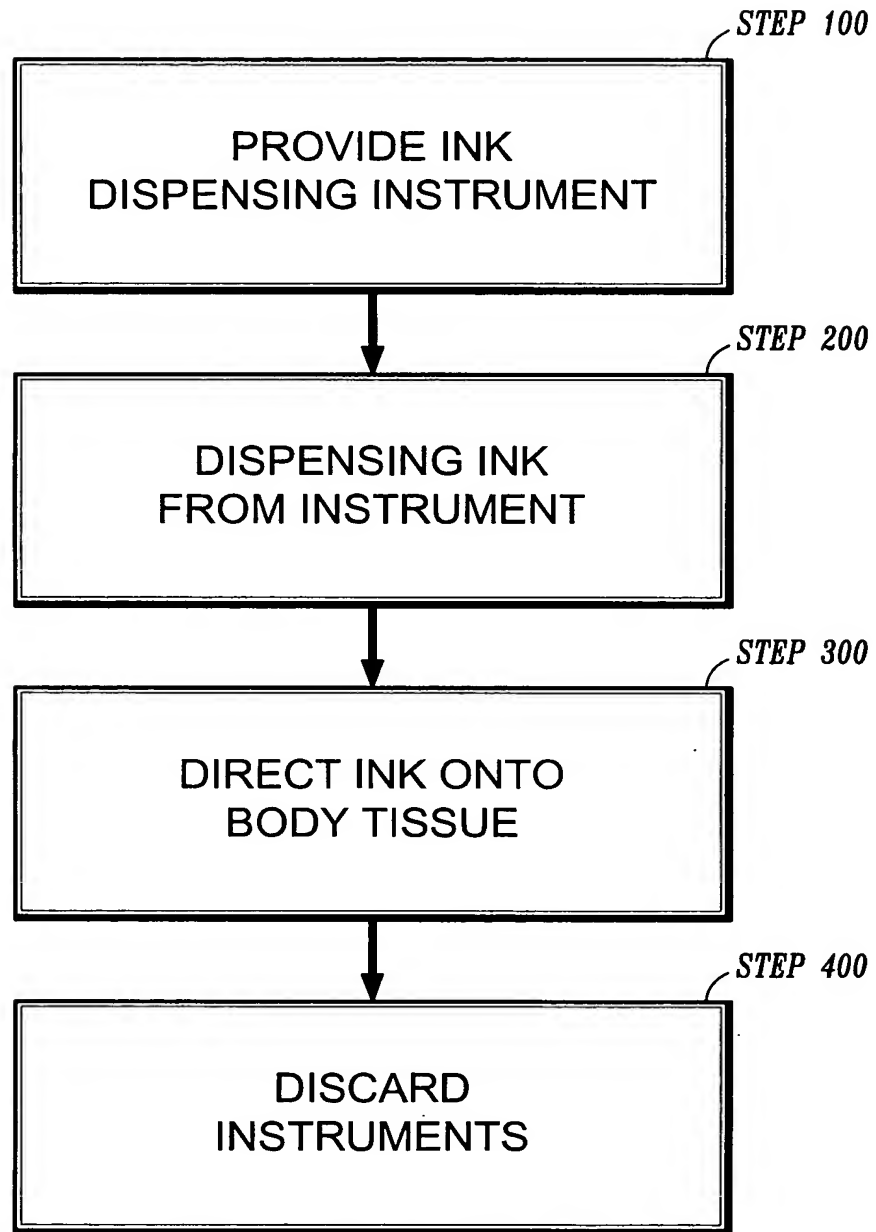 STEP 100
PROVIDE INK
DISPENSING INSTRUMENT
STEP 200
DISPENSING INK
FROM INSTRUMENT
STEP 300
DIRECT INK ONTO
BODY TISSUE
STEP 400
DISCARD
INSTRUMENTS